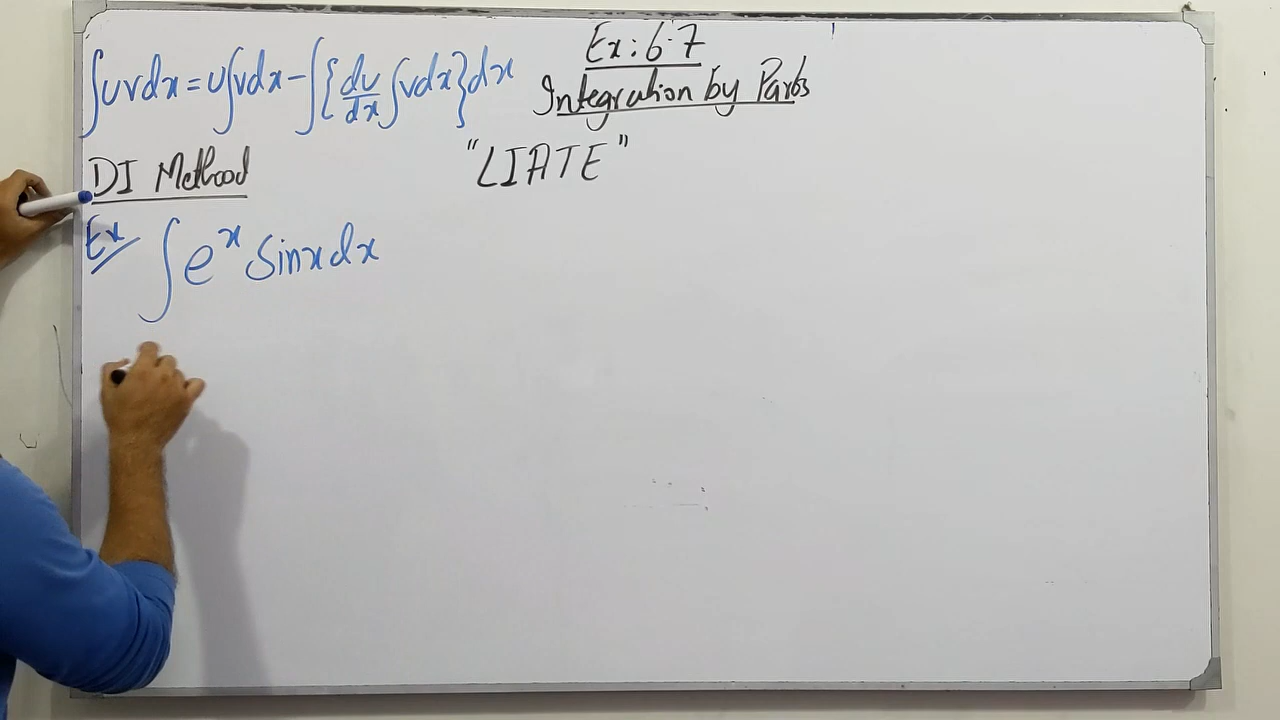 ∫uvdx = u∫vdx - ∫{du/dx ∫vdx}dx
Ex: 6.7
Integration by Parts
DI Method
"LIATE"
Ex ∫e^x Sinx dx